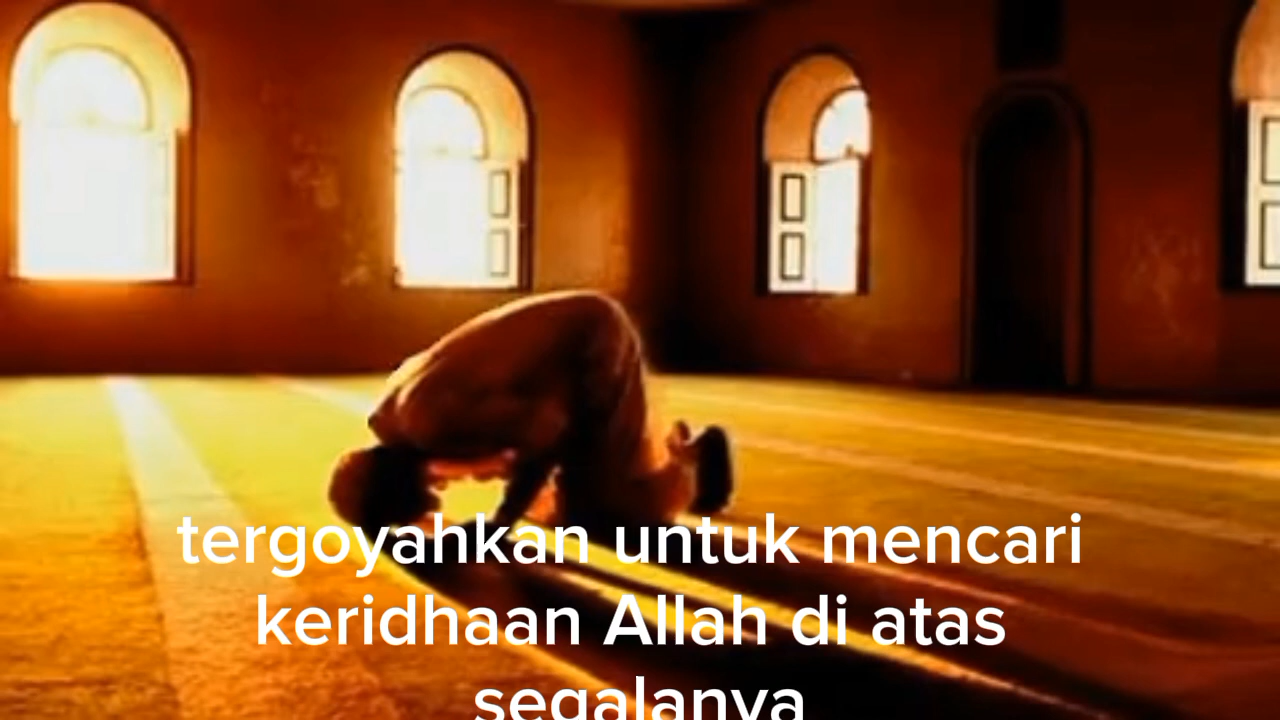 tergoyahkan untuk mencari
keridhaan Allah di atas
segalanya